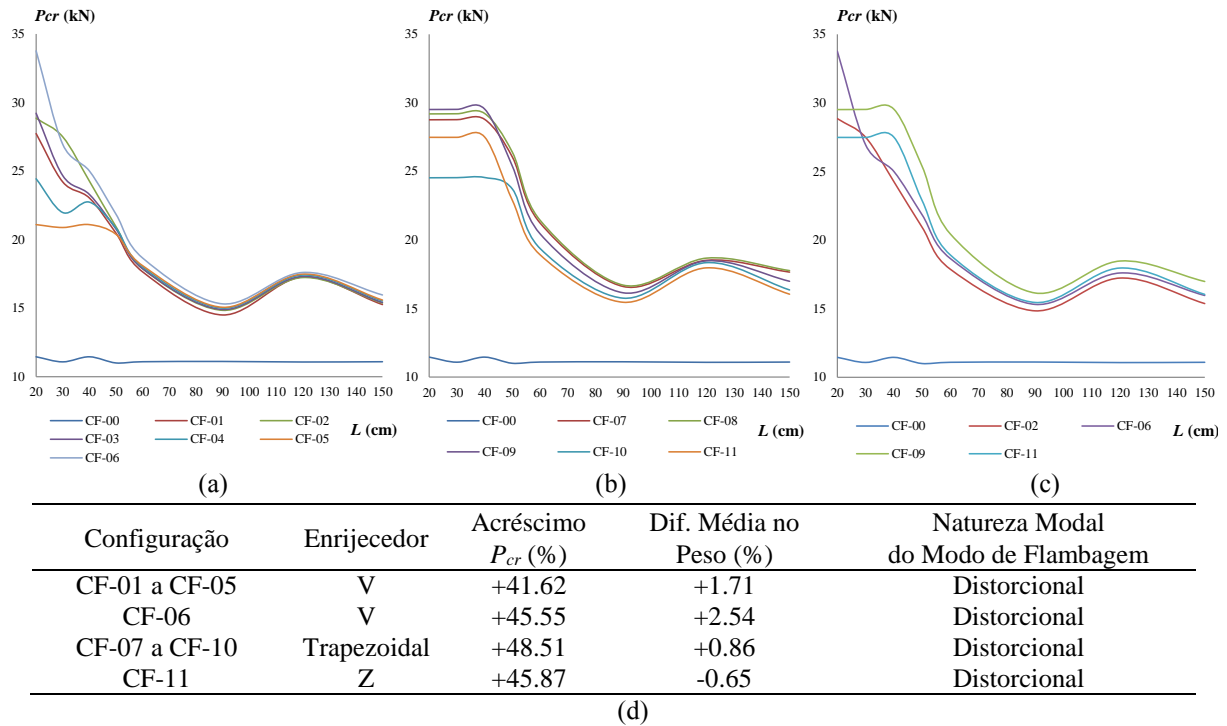 Pcr (kN)
35
30
25
20
15
10
20 30 40 50 60 70 80 90 100 110 120 130 140 150
CF-00 CF-01 CF-02
CF-03 CF-04 CF-05
CF-06
L (cm)
(a)
Pcr (kN)
35
30
25
20
15
10
20 30 40 50 60 70 80 90 100 110 120 130 140 150
CF-00 CF-07 CF-08
CF-09 CF-10 CF-11
L (cm)
(b)
Pcr (kN)
35
30
25
20
15
10
20 30 40 50 60 70 80 90 100 110 120 130 140 150
CF-00 CF-02 CF-06
CF-09 CF-11
L (cm)
(c)
Configuração Enrijecedor Acréscimo Pcr (%) Dif. Média no Peso (%) Natureza Modal do Modo de Flambagem
CF-01 a CF-05 V +41.62 +1.71 Distorcional
CF-06 V +45.55 +2.54 Distorcional
CF-07 a CF-10 Trapezoidal +48.51 +0.86 Distorcional
CF-11 Z +45.87 -0.65 Distorcional
(d)